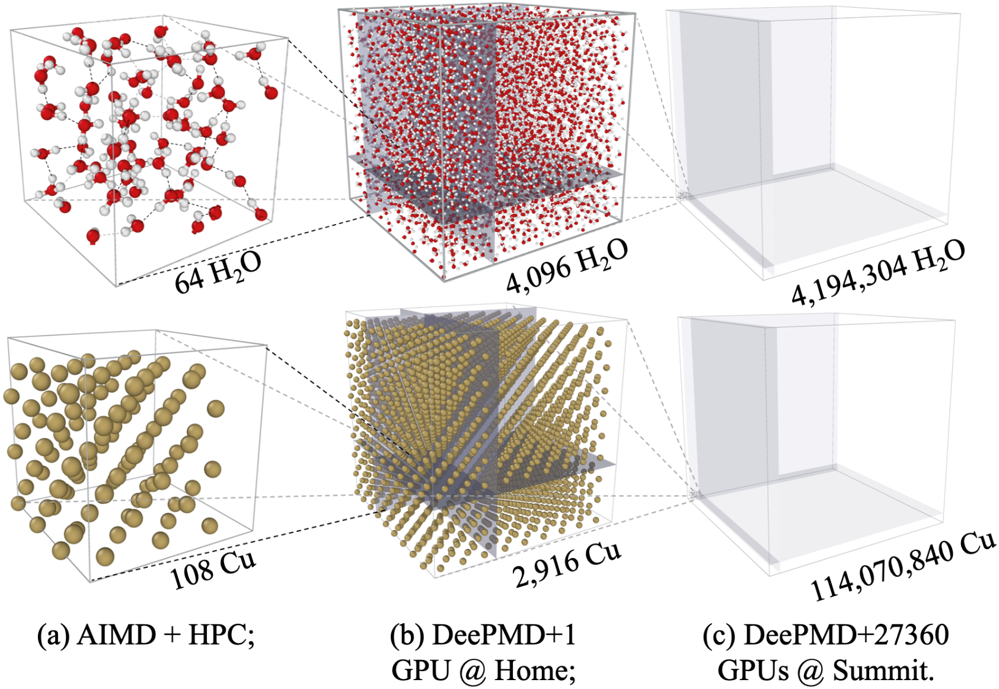 64 H₂O
4,096 H₂O
4,194,304 H₂O
108 Cu
2,916 Cu
114,070,840 Cu
(a) AIMD + HPC;
(b) DeePMD+1
GPU @ Home;
(c) DeePMD+27360
GPUs @ Summit.